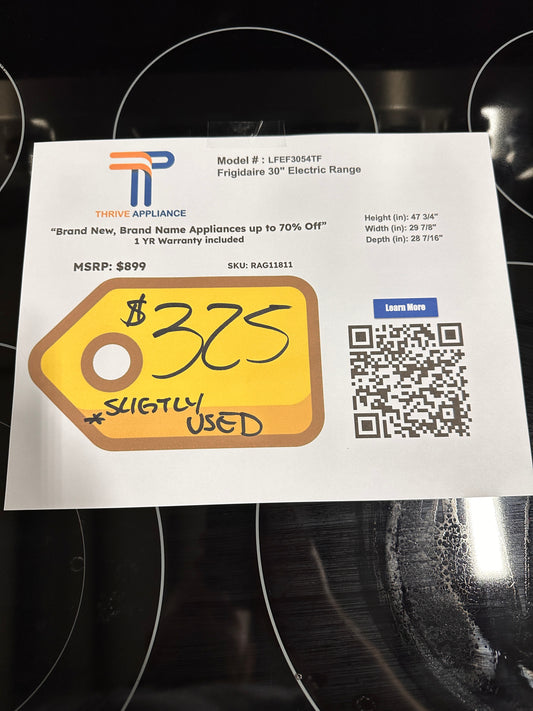 Model # : LFEF3054TF
Frigidaire 30" Electric Range
THRIVE APPLIANCE
“Brand New, Brand Name Appliances up to 70% Off”
1 YR Warranty included
Height (in): 47 3/4"
Width (in): 29 7/8"
Depth (in): 28 7/16"
MSRP: $899
SKU: RAG11811
Learn More
$325
*SLIGTLY
USED